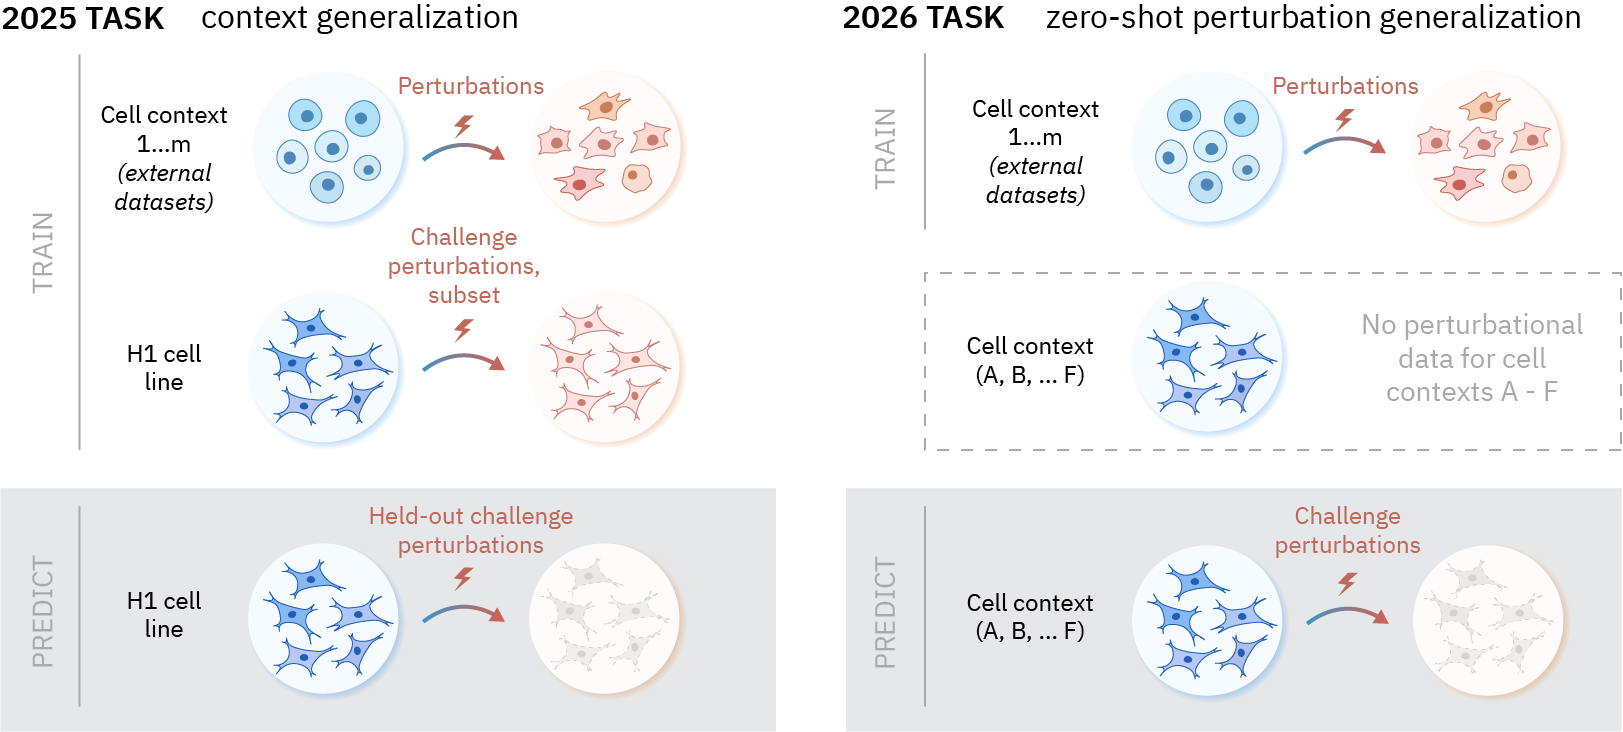 2025 TASK context generalization
TRAIN
Cell context
1...m
(external
datasets)
Perturbations
Challenge
perturbations,
subset
H1 cell
line
PREDICT
H1 cell
line
Held-out challenge
perturbations
2026 TASK zero-shot perturbation generalization
TRAIN
Cell context
1...m
(external
datasets)
Perturbations
Cell context
(A, B, ... F)
No perturbational
data for cell
contexts A - F
PREDICT
Cell context
(A, B, ... F)
Challenge
perturbations